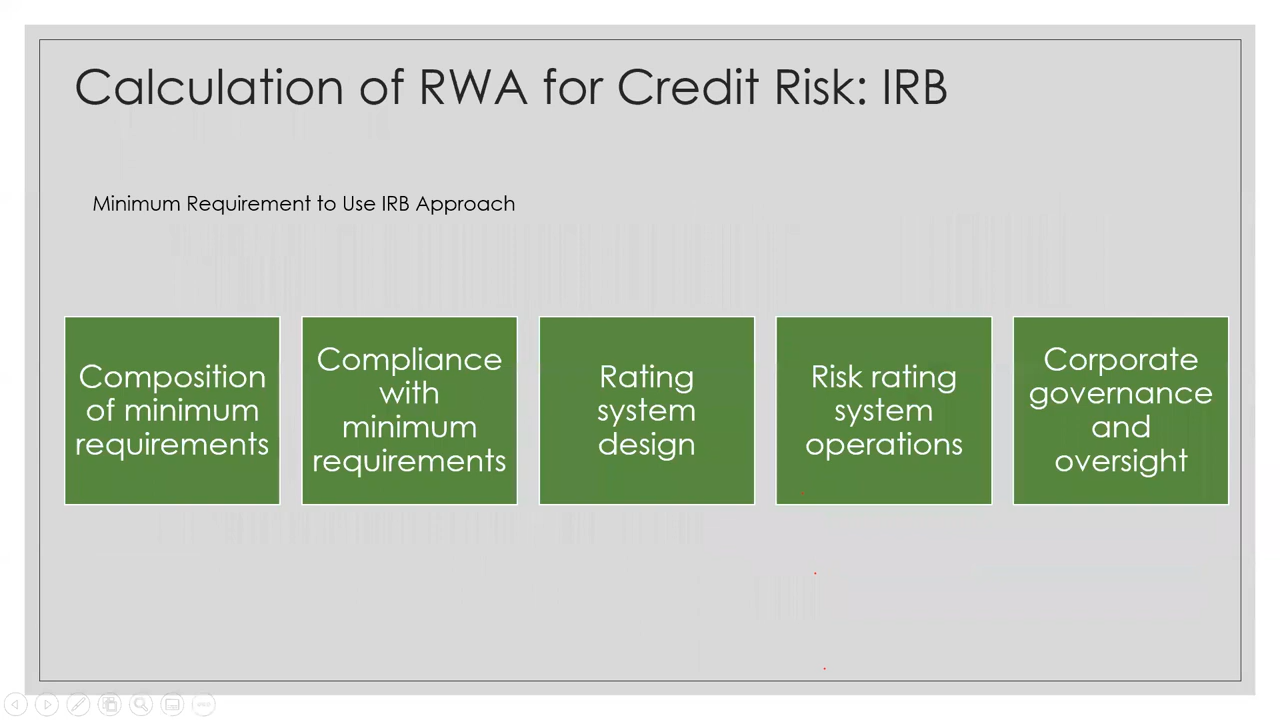 Calculation of RWA for Credit Risk: IRB
Minimum Requirement to Use IRB Approach
Composition
of minimum
requirements
Compliance
with
minimum
requirements
Rating
system
design
Risk rating
system
operations
Corporate
governance
and
oversight